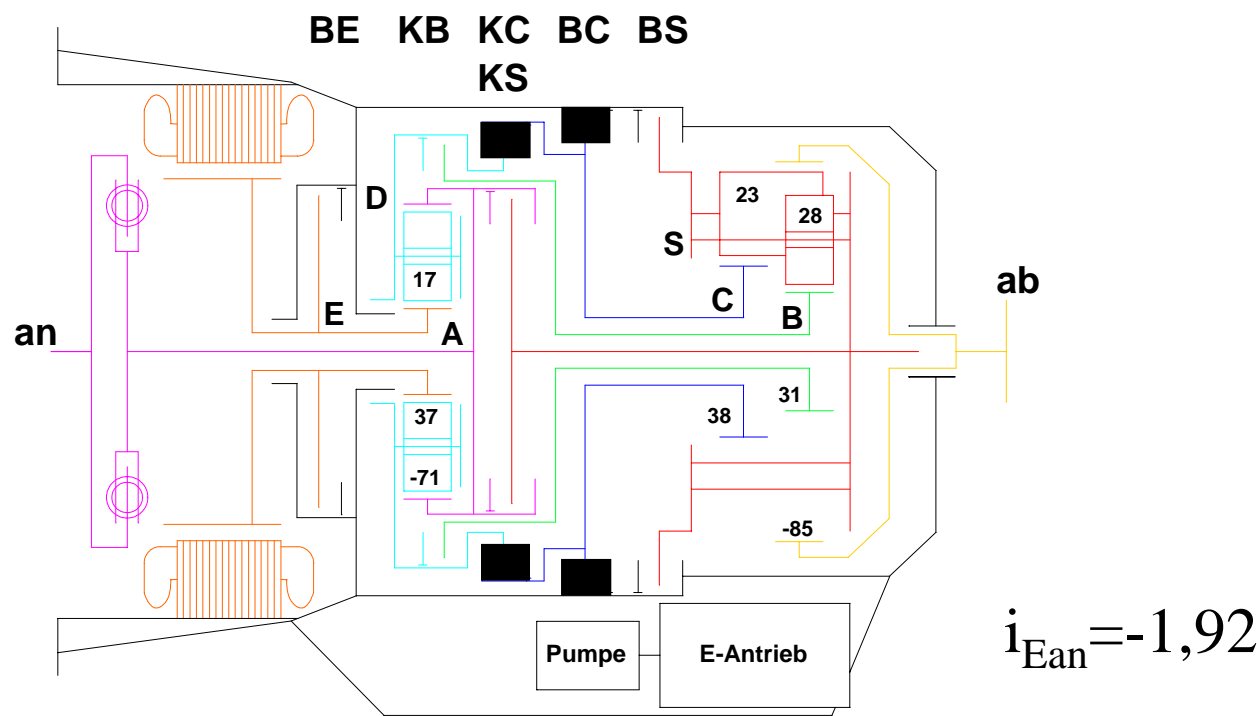 BE KB KC BC BS
KS
D
23
28
S
17
C
B
E
A
an
ab
37
38
31
-71
-85
Pumpe
E-Antrieb
iEan=-1,92